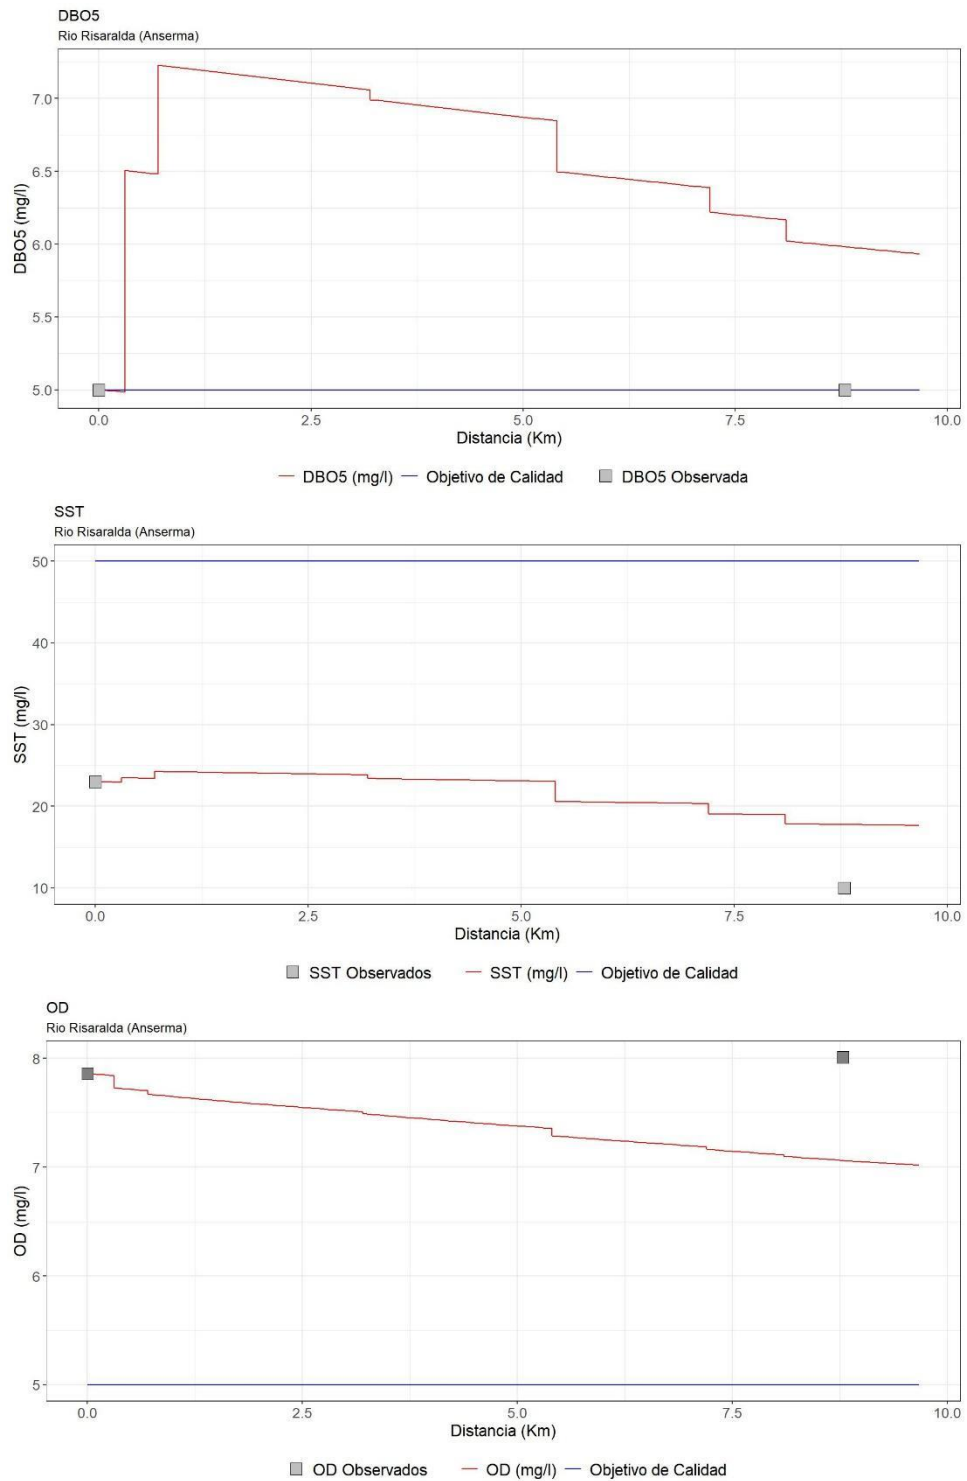 DBO5
Rio Risaralda (Anserma)
7.0
6.5
6.0
5.5
5.0
DBO5 (mg/l)
0.0 2.5 5.0 7.5 10.0
Distancia (Km)
DBO5 (mg/l) Objetivo de Calidad DBO5 Observada
SST
Rio Risaralda (Anserma)
50
40
30
20
10
SST (mg/l)
0.0 2.5 5.0 7.5 10.0
Distancia (Km)
SST Observados SST (mg/l) Objetivo de Calidad
OD
Rio Risaralda (Anserma)
8
7
6
5
OD (mg/l)
0.0 2.5 5.0 7.5 10.0
Distancia (Km)
OD Observados OD (mg/l) Objetivo de Calidad